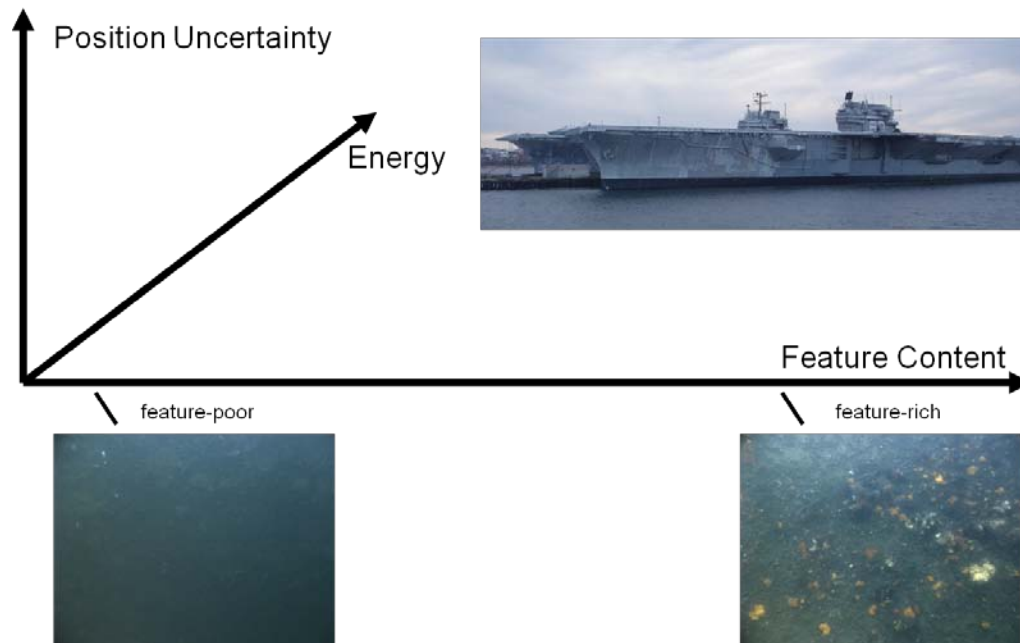 Position Uncertainty
Energy
Feature Content
feature-poor
feature-rich